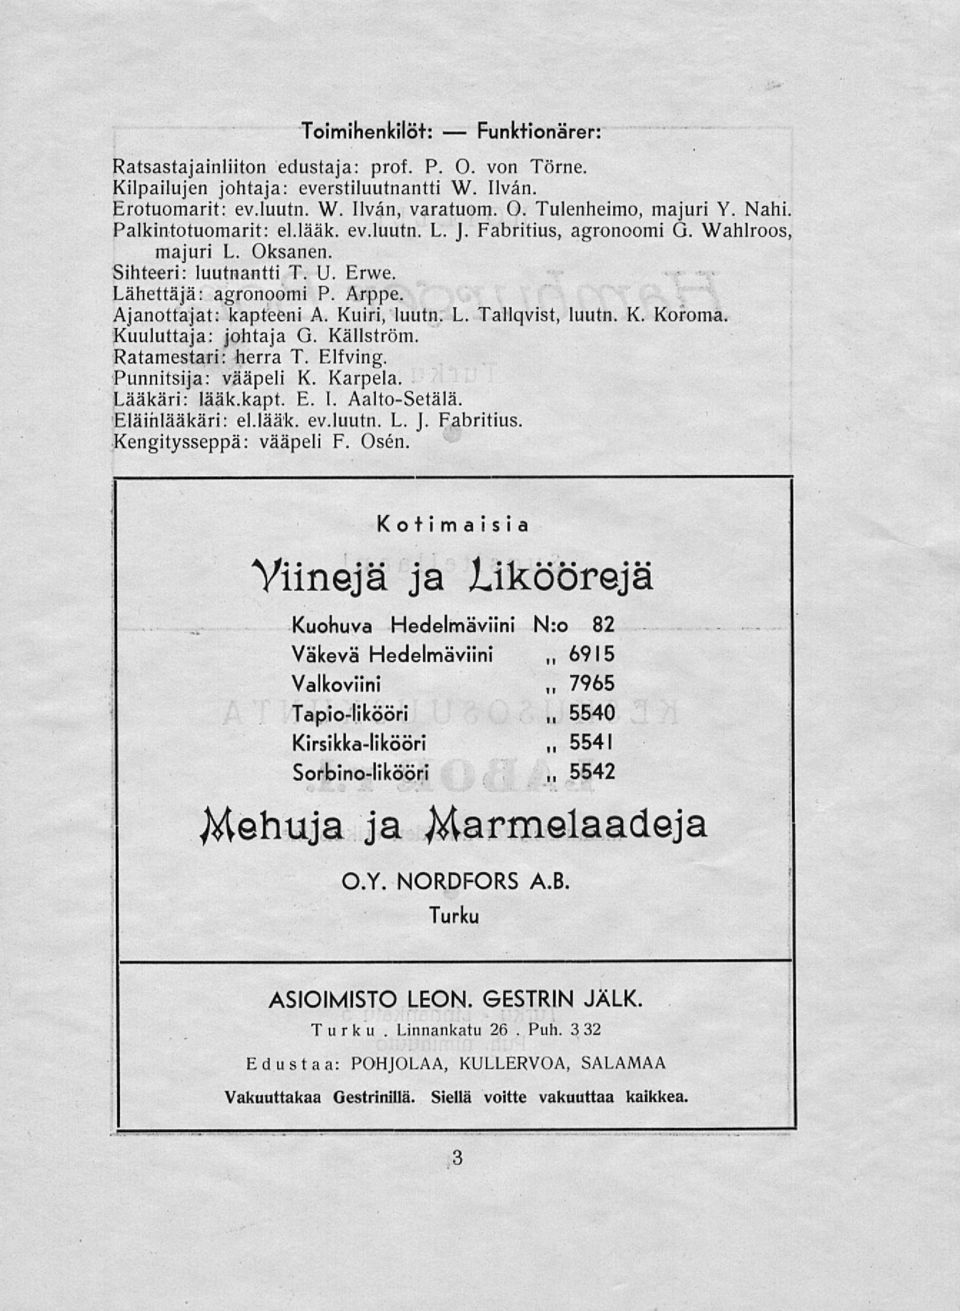 Toimihenkilöt: — Funktionärer:
Ratsastajainliiton edustaja: prof. P. O. von Törne.
Kilpailujen johtaja: everstiluutnantti W. Ilván.
Erotuomarit: ev.luutn. W. Ilván, varatuom. O. Tulenheimo, majuri Y. Nahi.
Palkintotuomarit: el.lääk. ev.luutn. L. J. Fabritius, agronoomi G. Wahlroos,
majuri L. Oksanen.
Sihteeri: luutnantti T. U. Erwe.
Lähettäjä: agronoomi P. Arppe.
Ajanottajat: kapteeni A. Kuiri, luutn. L. Tallqvist, luutn. K. Koroma.
Kuuluttaja: johtaja G. Källström.
Ratamestari: herra T. Elfving.
Punnitsija: vääpeli K. Karpela.
Lääkäri: lääk.kapt. E. I. Aalto-Setälä.
Eläinlääkäri: el.lääk. ev.luutn. L. J. Fabritius.
Kengitysseppä: vääpeli F. Osén.
Kotimaisia
Viinejä ja Liköörejä
Kuohuva Hedelmäviini N:o 82
Väkevä Hedelmäviini „ 6915
Valkoviini „ 7965
Tapio-likööri „ 5540
Kirsikka-likööri „ 5541
Sorbino-likööri „ 5542
Mehuja ja Marmelaadeja
O.Y. NORDFORS A.B.
Turku
ASIOIMISTO LEON. GESTRIN JÄLK.
Turku . Linnankatu 26 . Puh. 3 32
Edustaa: POHJOLAA, KULLERVOA, SALAMAA
Vakuuttakaa Gestrinillä. Siellä voitte vakuuttaa kaikkea.
3